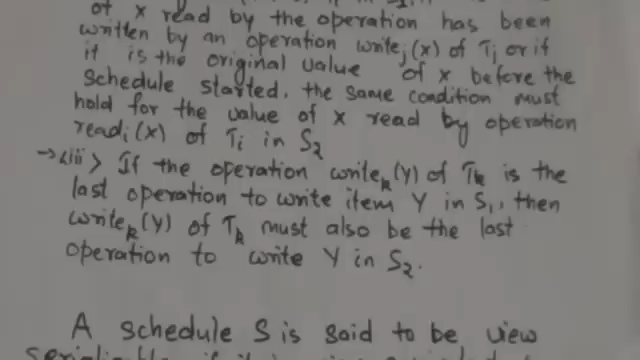 of x read by the operation has been
written by an operation writej(x) of Tj or if
it is the original value of x before the
schedule started, the same condition must
hold for the value of x read by operation
readi(x) of Ti in S2
→ <iii> If the operation writek(Y) of Tk is the
last operation to write item Y in S1, then
writek(Y) of Tk must also be the last
operation to write Y in S2.
A schedule S is said to be view